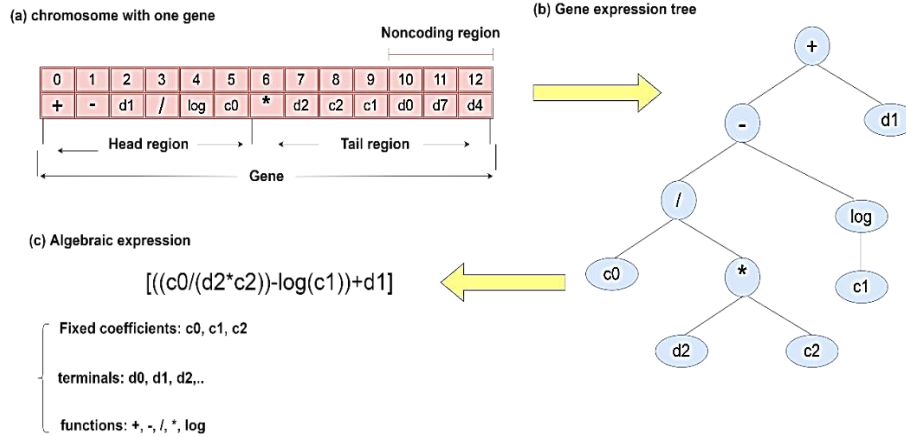 (a) chromosome with one gene
Noncoding region
0 1 2 3 4 5 6 7 8 9 10 11 12
+ - d1 / log c0 * d2 c2 c1 d0 d7 d4
Head region Tail region
Gene
(b) Gene expression tree
+
- d1
/ log
c0 * c1
d2 c2
(c) Algebraic expression
[((c0/(d2*c2))-log(c1))+d1]
Fixed coefficients: c0, c1, c2
terminals: d0, d1, d2,..
functions: +, -, /, *, log